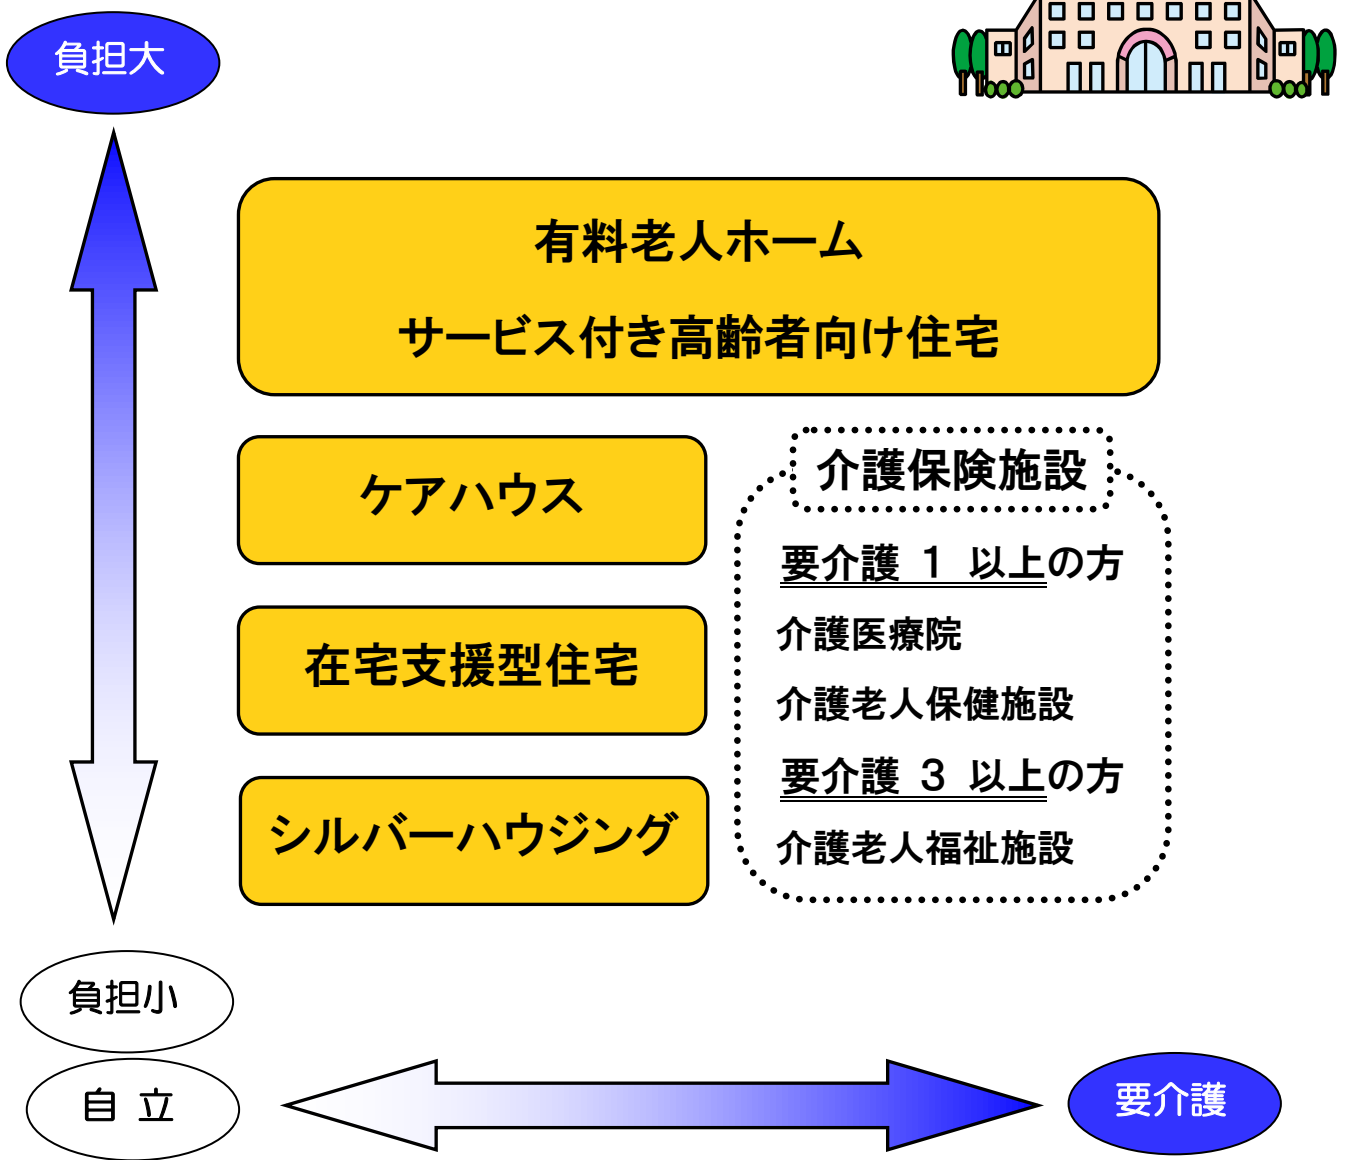 負担大
有料老人ホーム
サービス付き高齢者向け住宅
ケアハウス
在宅支援型住宅
シルバーハウジング
介護保険施設
要介護 1 以上の方
介護医療院
介護老人保健施設
要介護 3 以上の方
介護老人福祉施設
負担小
自 立
要介護